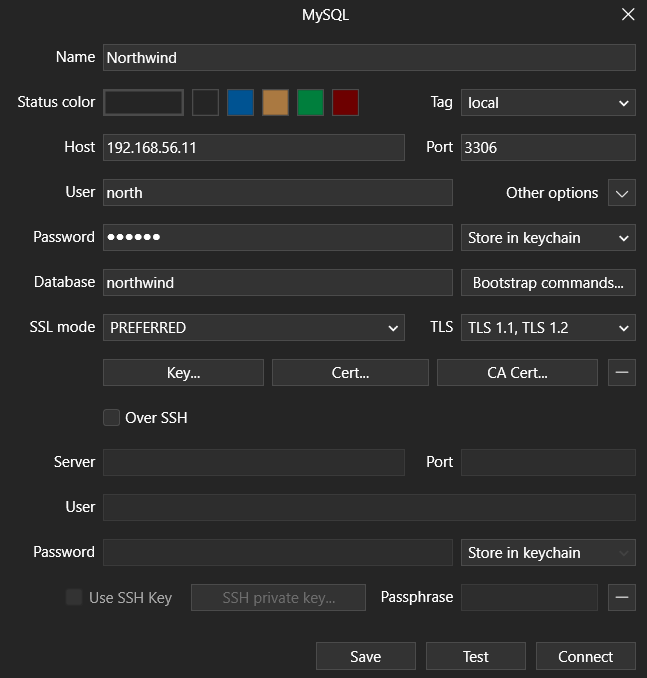 MySQL
Name Northwind
Status color Tag local
Host 192.168.56.11 Port 3306
User north Other options
Password ●●●●●● Store in keychain
Database northwind Bootstrap commands...
SSL mode PREFERRED TLS TLS 1.1, TLS 1.2
Key... Cert... CA Cert...
Over SSH
Server Port
User
Password Store in keychain
Use SSH Key SSH private key... Passphrase
Save Test Connect